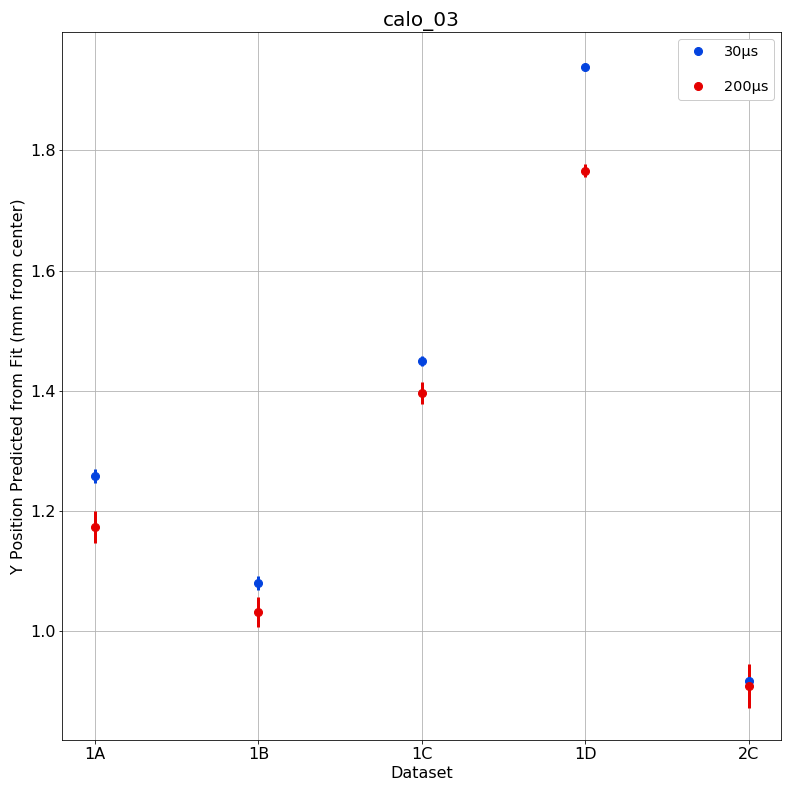 calo_03
30µs
200µs
Y Position Predicted from Fit (mm from center)
1.8
1.6
1.4
1.2
1.0
1A 1B 1C 1D 2C
Dataset